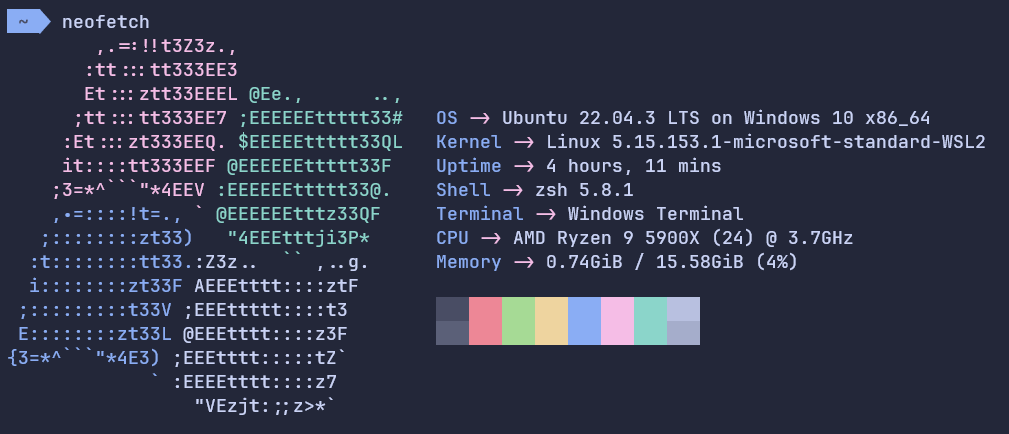 ~ neofetch
        ,.=:!!t3Z3z.,
       :tt:::tt333EE3
       Et:::ztt33EEEL @Ee.,      ..,
      ;tt:::tt333EE7 ;EEEEEEttttt33#   OS -> Ubuntu 22.04.3 LTS on Windows 10 x86_64
     :Et:::zt333EEQ. $EEEEEttttt33QL   Kernel -> Linux 5.15.153.1-microsoft-standard-WSL2
     it::::tt333EEF @EEEEEEttttt33F    Uptime -> 4 hours, 11 mins
    ;3=*^```"*4EEV :EEEEEEttttt33@.    Shell -> zsh 5.8.1
    ,.=::::!t=., ` @EEEEEEtttz33QF     Terminal -> Windows Terminal
   ;::::::::zt33)   "4EEEtttji3P*      CPU -> AMD Ryzen 9 5900X (24) @ 3.7GHz
  :t::::::::tt33.:Z3z..  `` ,..g.      Memory -> 0.74GiB / 15.58GiB (4%)
  i::::::::zt33F AEEEtttt::::ztF
 ;:::::::::t33V ;EEEttttt::::t3
 E::::::::zt33L @EEEtttt::::z3F
{3=*^```"*4E3) ;EEEtttt:::::tZ`
             ` :EEEEtttt::::z7
                 "VEzjt:;;z>*`